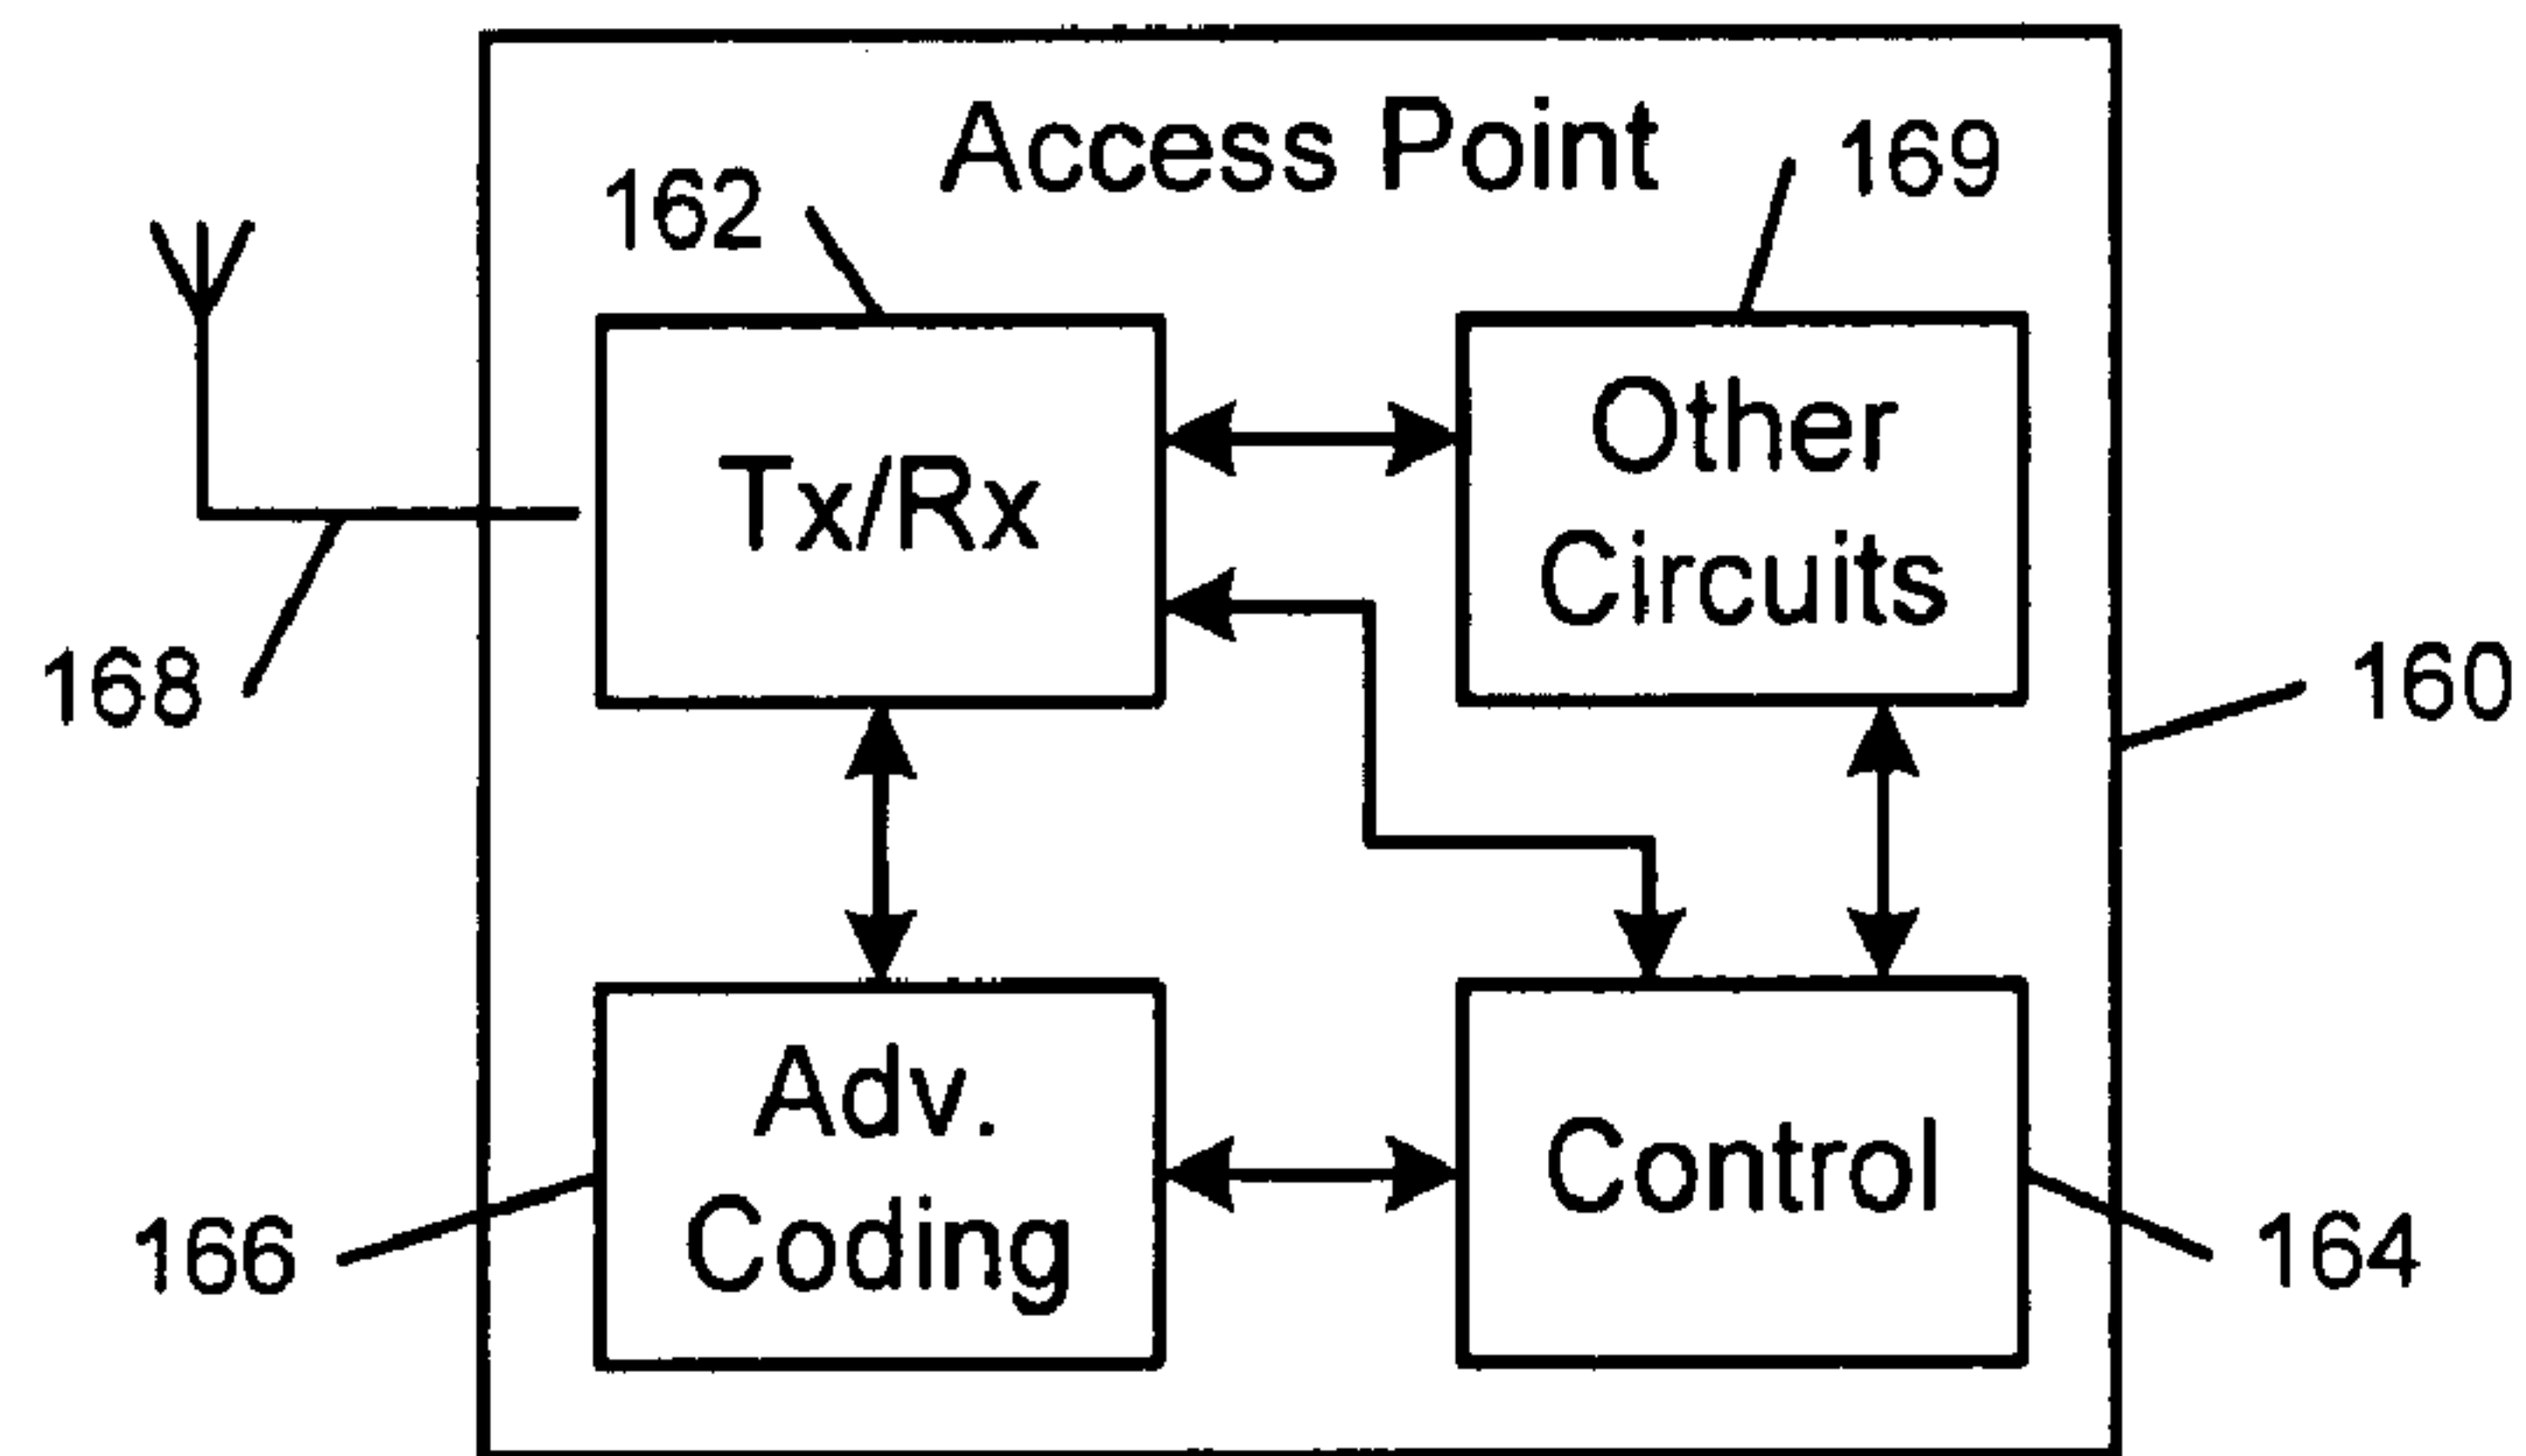 Access Point
162
169
Tx/Rx
Other
Circuits
168
160
Adv.
Coding
Control
166
164